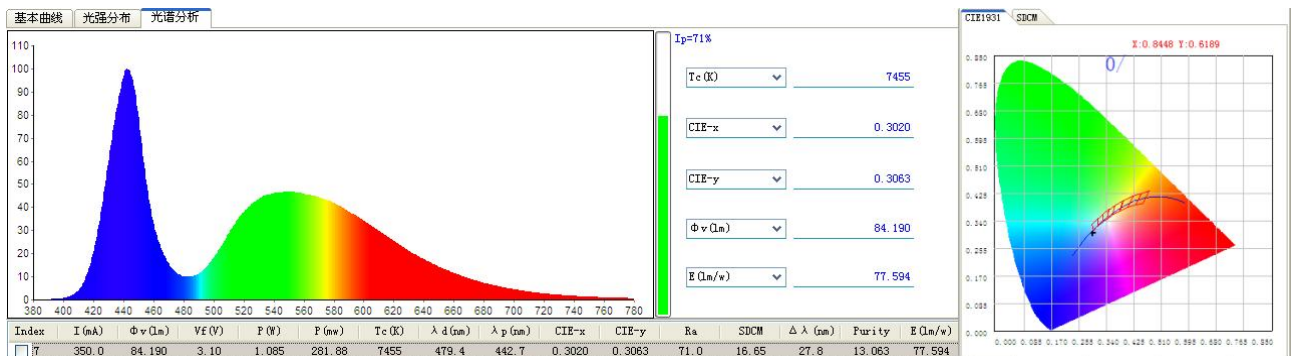 基本曲线 光强分布 光谱分析
CIE1931 SDCM
Ip=71%
X:0.8448 Y:0.6189
110
100
90
80
70
60
50
40
30
20
10
0
380 400 420 440 460 480 500 520 540 560 580 600 620 640 660 680 700 720 740 760 780
Tc(K) 7455
CIE-x 0.3020
CIE-y 0.3063
Φv(lm) 84.190
E(lm/w) 77.594
0.850
0.765
0.680
0.595
0.510
0.425
0.340
0.255
0.170
0.085
0.000
0.000 0.085 0.170 0.255 0.340 0.425 0.510 0.595 0.680 0.765 0.850
Index I(mA) Φv(lm) Vf(V) P(W) P(mw) Tc(K) λd(nm) λp(nm) CIE-x CIE-y Ra SDCM Δλ(nm) Purity E(lm/w)
7 350.0 84.190 3.10 1.085 281.88 7455 479.4 442.7 0.3020 0.3063 71.0 16.65 27.8 13.063 77.594